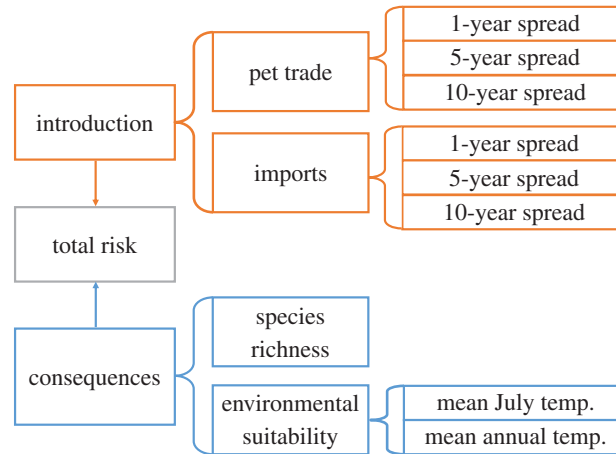 introduction
pet trade
1-year spread
5-year spread
10-year spread
imports
1-year spread
5-year spread
10-year spread
total risk
consequences
species
richness
environmental
suitability
mean July temp.
mean annual temp.